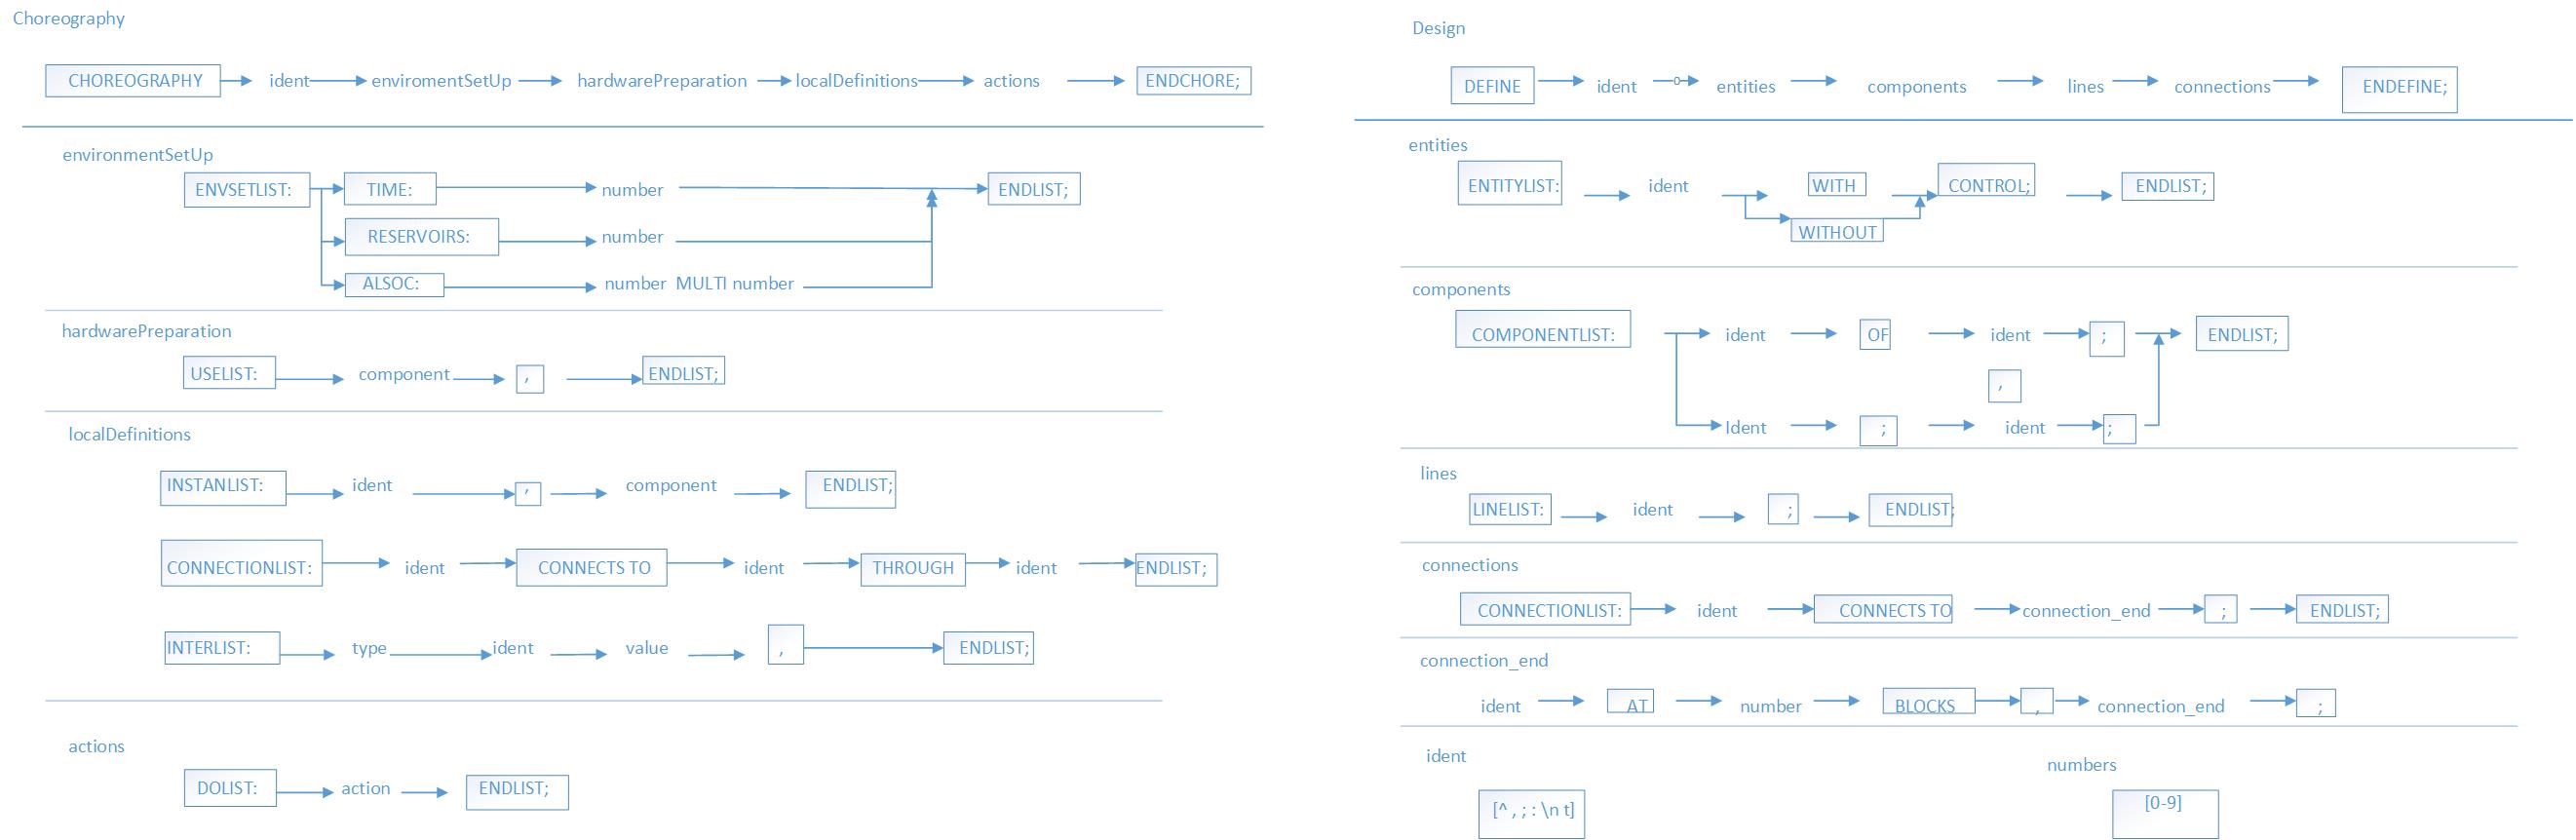 Choreography
CHOREOGRAPHY ident enviromentSetUp hardwarePreparation localDefinitions actions ENDCHORE;
environmentSetUp
ENVSETLIST: TIME: number ENDLIST;
RESERVOIRS: number
ALSOC: number MULTI number
hardwarePreparation
USELIST: component , ENDLIST;
localDefinitions
INSTANLIST: ident , component ENDLIST;
CONNECTIONLIST: ident CONNECTS TO ident THROUGH ident ENDLIST;
INTERLIST: type ident value , ENDLIST;
actions
DOLIST: action ENDLIST;
Design
DEFINE ident o entities components lines connections ENDEFINE;
entities
ENTITYLIST: ident WITH CONTROL; ENDLIST;
WITHOUT
components
COMPONENTLIST: ident OF ident ; ENDLIST;
,
Ident ; ident ;
lines
LINELIST: ident ; ENDLIST;
connections
CONNECTIONLIST: ident CONNECTS TO connection_end ; ENDLIST;
connection_end
ident AT number BLOCKS , connection_end ;
ident
[^ , ; : \n t]
numbers
[0-9]